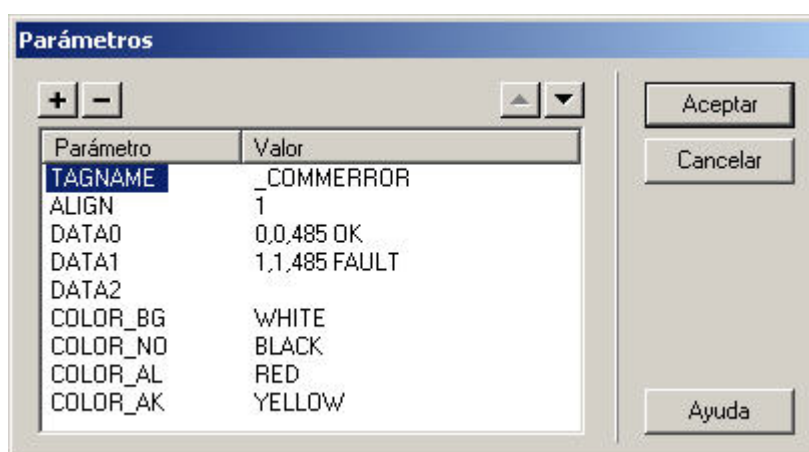 Parámetros
+ −
Aceptar
Cancelar
Parámetro Valor
TAGNAME _COMMERROR
ALIGN 1
DATA0 0,0,485 OK
DATA1 1,1,485 FAULT
DATA2
COLOR_BG WHITE
COLOR_NO BLACK
COLOR_AL RED
COLOR_AK YELLOW
Ayuda